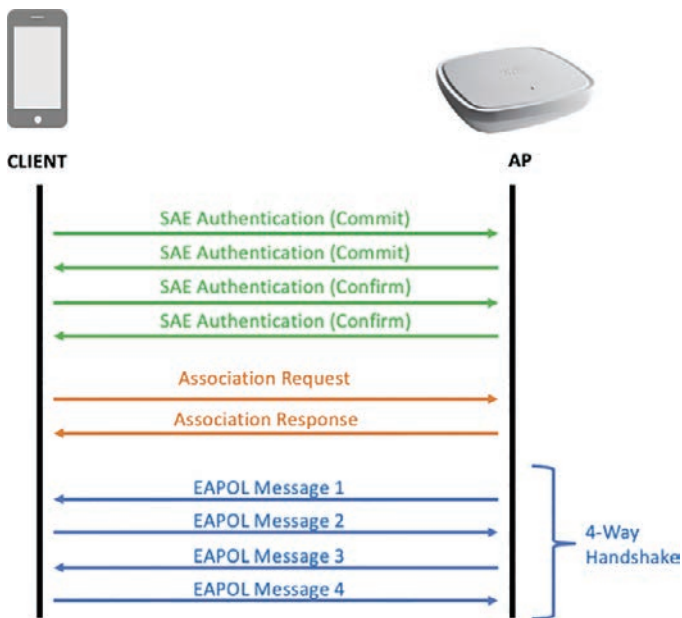 CLIENT
AP
SAE Authentication (Commit)
SAE Authentication (Commit)
SAE Authentication (Confirm)
SAE Authentication (Confirm)
Association Request
Association Response
EAPOL Message 1
EAPOL Message 2
EAPOL Message 3
EAPOL Message 4
4-Way
Handshake